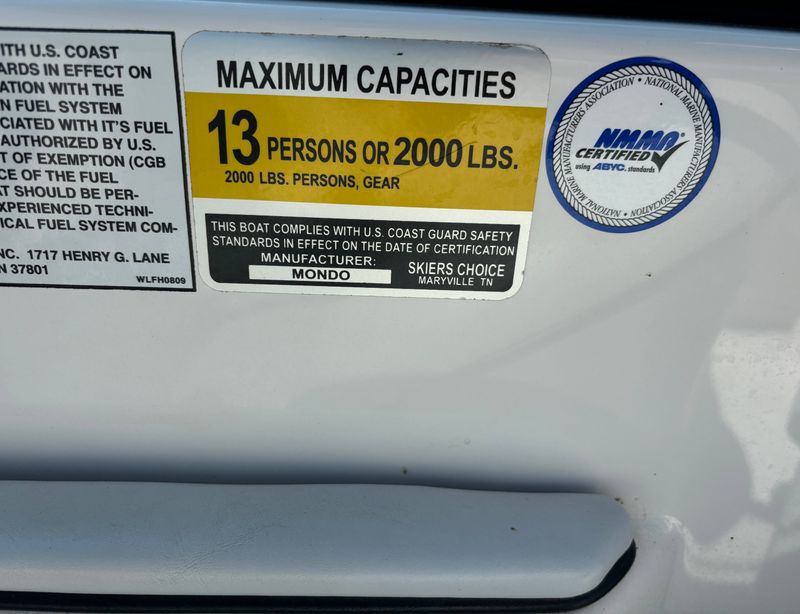 ITH U.S. COAST
ARDS IN EFFECT ON
ATION WITH THE
N FUEL SYSTEM
CIATED WITH IT'S FUEL
AUTHORIZED BY U.S.
T OF EXEMPTION (CGB
CE OF THE FUEL
AT SHOULD BE PER-
XPERIENCED TECHNI-
ICAL FUEL SYSTEM COM-
NC. 1717 HENRY G. LANE
N 37801
WLFH0809
MAXIMUM CAPACITIES
13 PERSONS OR 2000 LBS.
2000 LBS. PERSONS, GEAR
THIS BOAT COMPLIES WITH U.S. COAST GUARD SAFETY
STANDARDS IN EFFECT ON THE DATE OF CERTIFICATION
MANUFACTURER:
MONDO
SKIERS CHOICE
MARYVILLE TN
NATIONAL MARINE MANUFACTURERS ASSOCIATION • NATIONAL MARINE MANUFACTURERS ASSOCIATION •
NMMA®
CERTIFIED
using ABYC. standards